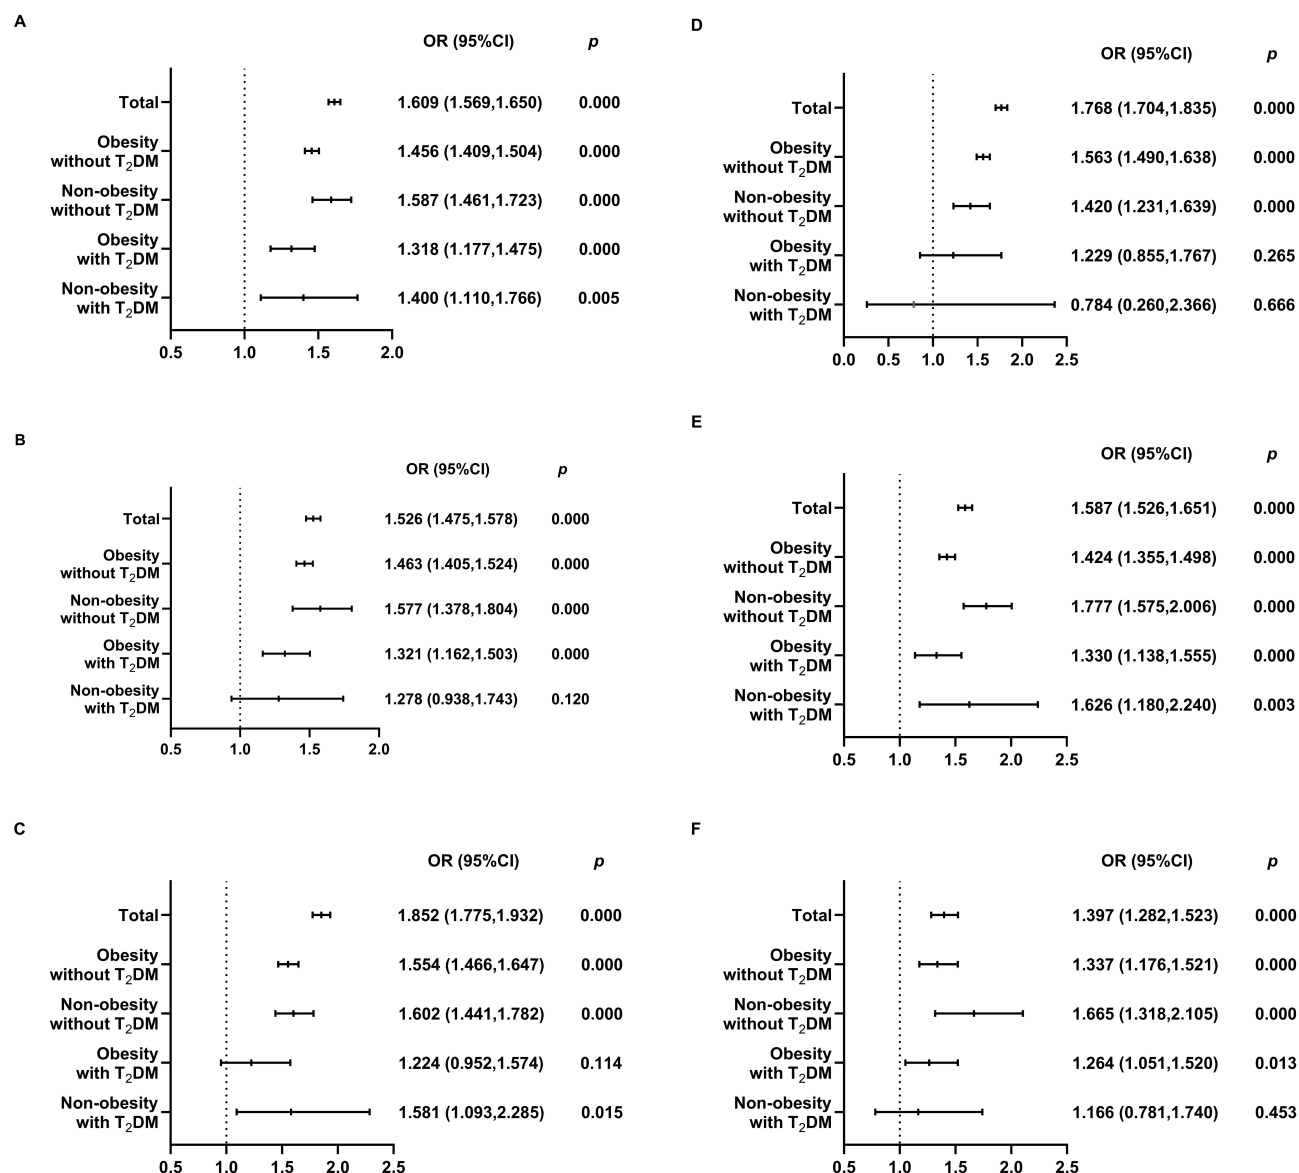 A
OR (95%CI) p
Total 1.609 (1.569,1.650) 0.000
Obesity
without T₂DM 1.456 (1.409,1.504) 0.000
Non-obesity
without T₂DM 1.587 (1.461,1.723) 0.000
Obesity
with T₂DM 1.318 (1.177,1.475) 0.000
Non-obesity
with T₂DM 1.400 (1.110,1.766) 0.005
0.5 1.0 1.5 2.0
B
OR (95%CI) p
Total 1.526 (1.475,1.578) 0.000
Obesity
without T₂DM 1.463 (1.405,1.524) 0.000
Non-obesity
without T₂DM 1.577 (1.378,1.804) 0.000
Obesity
with T₂DM 1.321 (1.162,1.503) 0.000
Non-obesity
with T₂DM 1.278 (0.938,1.743) 0.120
0.5 1.0 1.5 2.0
C
OR (95%CI) p
Total 1.852 (1.775,1.932) 0.000
Obesity
without T₂DM 1.554 (1.466,1.647) 0.000
Non-obesity
without T₂DM 1.602 (1.441,1.782) 0.000
Obesity
with T₂DM 1.224 (0.952,1.574) 0.114
Non-obesity
with T₂DM 1.581 (1.093,2.285) 0.015
0.5 1.0 1.5 2.0 2.5
D
OR (95%CI) p
Total 1.768 (1.704,1.835) 0.000
Obesity
without T₂DM 1.563 (1.490,1.638) 0.000
Non-obesity
without T₂DM 1.420 (1.231,1.639) 0.000
Obesity
with T₂DM 1.229 (0.855,1.767) 0.265
Non-obesity
with T₂DM 0.784 (0.260,2.366) 0.666
0.0 0.5 1.0 1.5 2.0 2.5
E
OR (95%CI) p
Total 1.587 (1.526,1.651) 0.000
Obesity
without T₂DM 1.424 (1.355,1.498) 0.000
Non-obesity
without T₂DM 1.777 (1.575,2.006) 0.000
Obesity
with T₂DM 1.330 (1.138,1.555) 0.000
Non-obesity
with T₂DM 1.626 (1.180,2.240) 0.003
0.5 1.0 1.5 2.0 2.5
F
OR (95%CI) p
Total 1.397 (1.282,1.523) 0.000
Obesity
without T₂DM 1.337 (1.176,1.521) 0.000
Non-obesity
without T₂DM 1.665 (1.318,2.105) 0.000
Obesity
with T₂DM 1.264 (1.051,1.520) 0.013
Non-obesity
with T₂DM 1.166 (0.781,1.740) 0.453
0.5 1.0 1.5 2.0 2.5